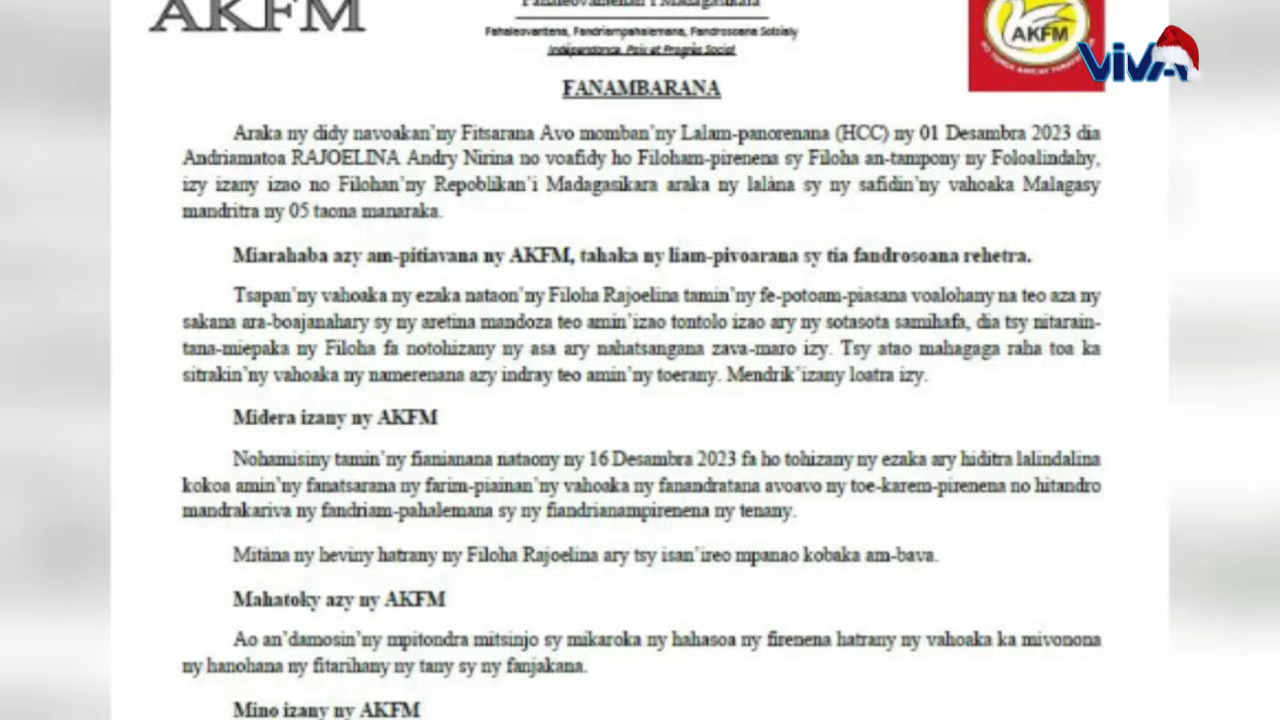 AKFM
Fahaleovantenan'i Madagasikara
Fahaleovantena, Fandriampahalemana, Fandrosoana Sosialy
Indépendance, Paix et Progrès Social
AKFM
VIVA
FANAMBARANA
Araka ny didy navoakan'ny Fitsarana Avo momban'ny Lalam-panorenana (HCC) ny 01 Desambra 2023 dia
Andriamatoa RAJOELINA Andry Nirina no voafidy ho Filoham-pirenena sy Filoha an-tampony ny Foloalindahy,
izy izany izao no Filohan'ny Repoblikan'i Madagasikara araka ny lalàna sy ny safidin'ny vahoaka Malagasy
mandritra ny 05 taona manaraka.
Miarahaba azy am-pitiavana ny AKFM, tahaka ny liam-pivoarana sy tia fandrosoana rehetra.
Tsapan'ny vahoaka ny ezaka nataon'ny Filoha Rajoelina tamin'ny fe-potoam-piasana voalohany na teo aza ny
sakana ara-boajanahary sy ny aretina mandoza teo amin'izao tontolo izao ary ny sotasota samihafa, dia tsy nitarain-
tana-miepaka ny Filoha fa notohizany ny asa ary nahatsangana zava-maro izy. Tsy atao mahagaga raha toa ka
sitrakin'ny vahoaka ny namerenana azy indray teo amin'ny toerany. Mendrik'izany loatra izy.
Midera izany ny AKFM
Nohamisiny tamin'ny fianianana nataony ny 16 Desambra 2023 fa ho tohizany ny ezaka ary hiditra lalindalina
kokoa amin'ny fanatsarana ny farim-piainan'ny vahoaka ny fanandratana avoavo ny toe-karem-pirenena no hitandro
mandrakariva ny fandriam-pahalemana sy ny fiandrianampirenena ny tenany.
Mitàna ny heviny hatrany ny Filoha Rajoelina ary tsy isan'ireo mpanao kobaka am-bava.
Mahatoky azy ny AKFM
Ao an'damosin'ny mpitondra mitsinjo sy mikaroka ny hahasoa ny firenena hatrany ny vahoaka ka mivonona
ny hanohana ny fitarihany ny tany sy ny fanjakana.
Mino izany ny AKFM